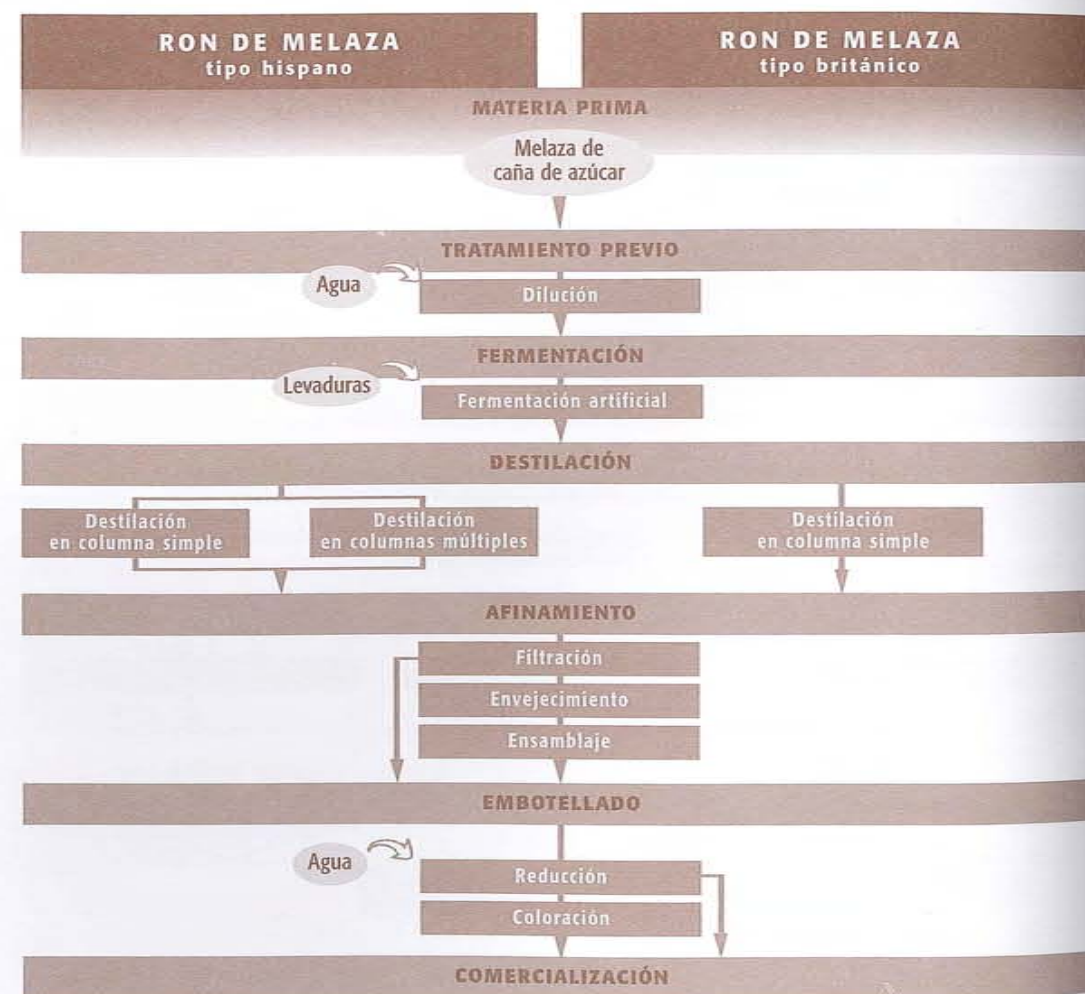 RON DE MELAZA
tipo hispano
RON DE MELAZA
tipo británico
MATERIA PRIMA
Melaza de
caña de azúcar
TRATAMIENTO PREVIO
Agua
Dilución
FERMENTACIÓN
Levaduras
Fermentación artificial
DESTILACIÓN
Destilación
en columna simple
Destilación
en columnas múltiples
Destilación
en columna simple
AFINAMIENTO
Filtración
Envejecimiento
Ensamblaje
EMBOTELLADO
Agua
Reducción
Coloración
COMERCIALIZACIÓN